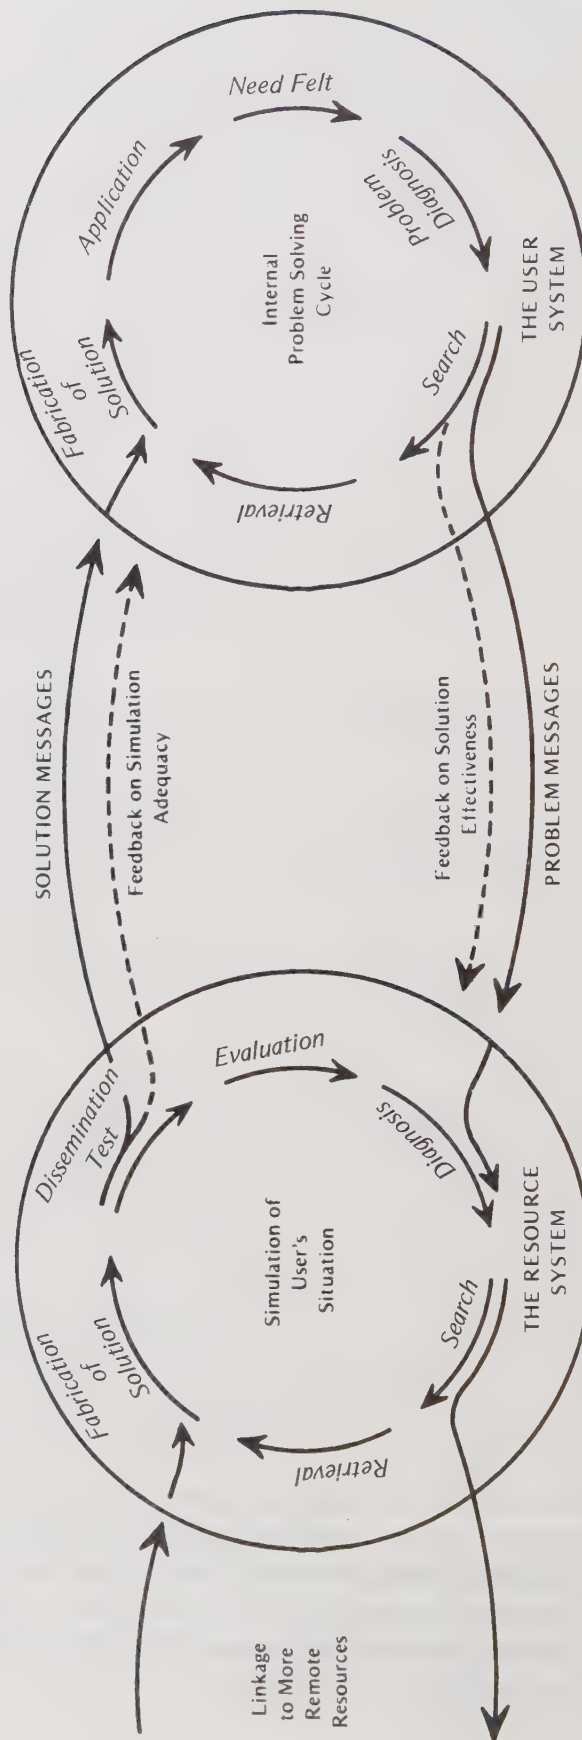 Need Felt
Application
Problem
Diagnosis
Internal
Problem Solving
Cycle
Fabrication
of
Solution
Search
Retrieval
THE USER
SYSTEM
SOLUTION MESSAGES
Feedback on Simulation
Adequacy
Feedback on Solution
Effectiveness
PROBLEM MESSAGES
Dissemination
Test
Evaluation
Diagnosis
Simulation of
User's
Situation
Fabrication
of
Solution
Search
Retrieval
THE RESOURCE
SYSTEM
Linkage
to More
Remote
Resources